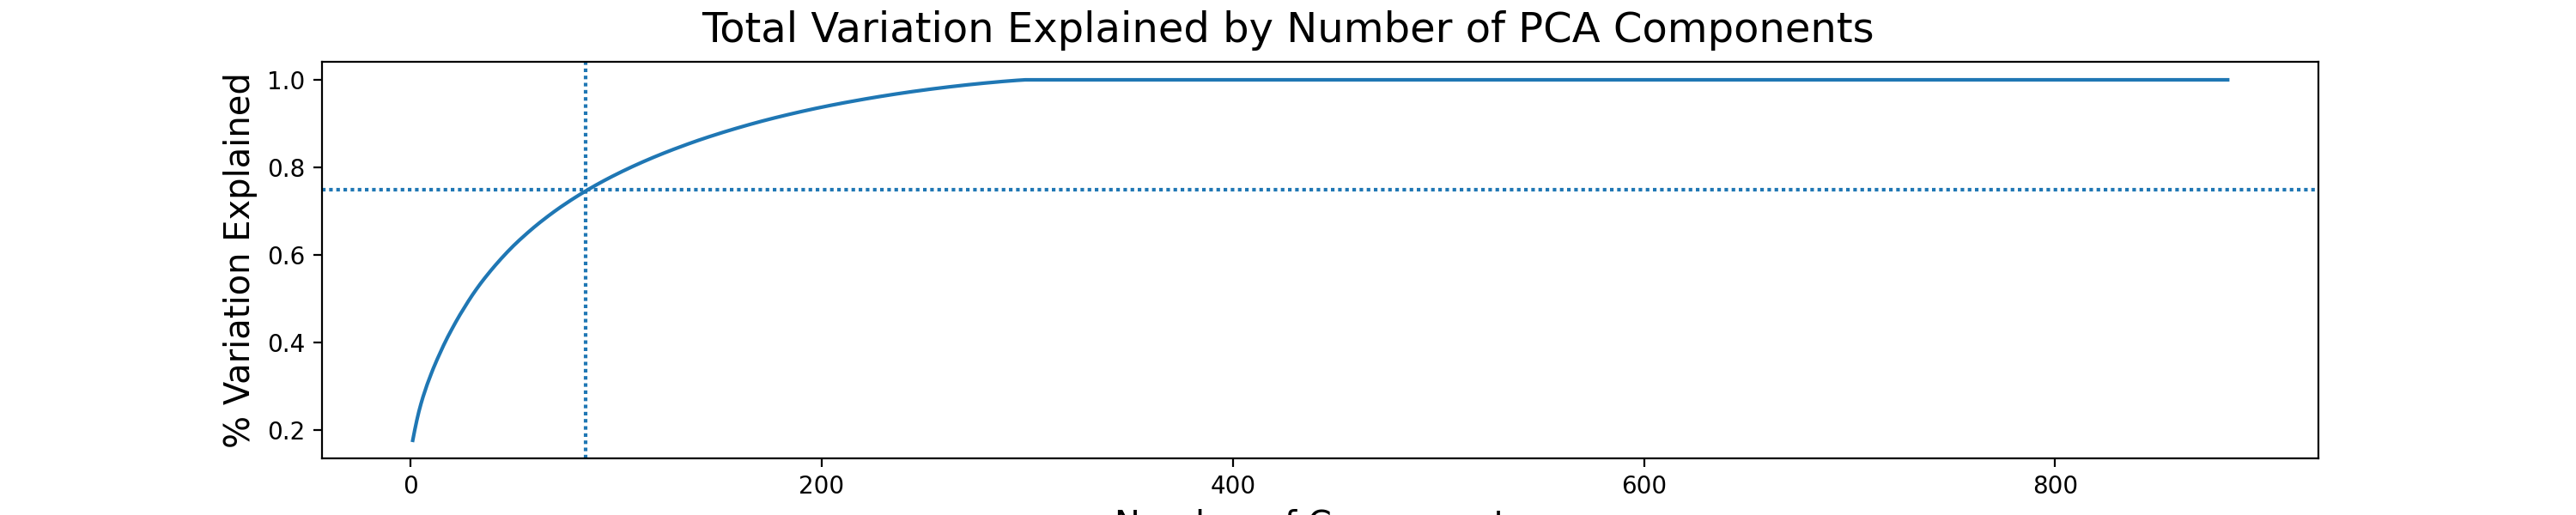 Total Variation Explained by Number of PCA Components
% Variation Explained
1.0
0.8
0.6
0.4
0.2
0 200 400 600 800